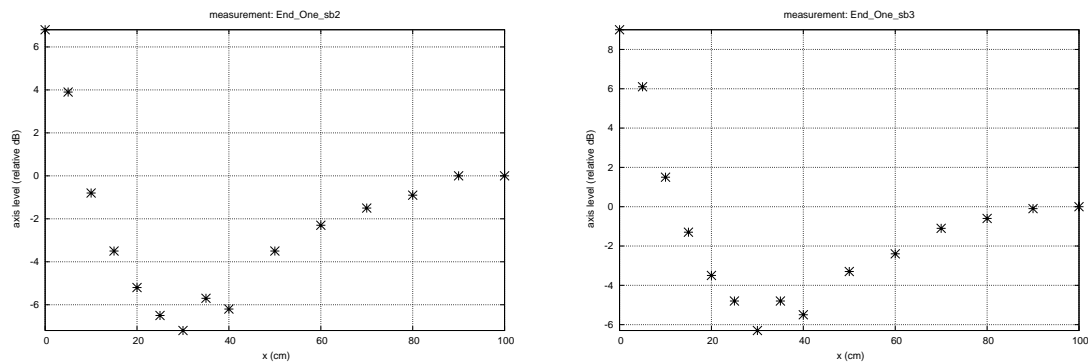 measurement: End_One_sb2
6
4
2
0
-2
-4
-6
axis level (relative dB)
0 20 40 60 80 100
x (cm)
measurement: End_One_sb3
8
6
4
2
0
-2
-4
-6
axis level (relative dB)
0 20 40 60 80 100
x (cm)